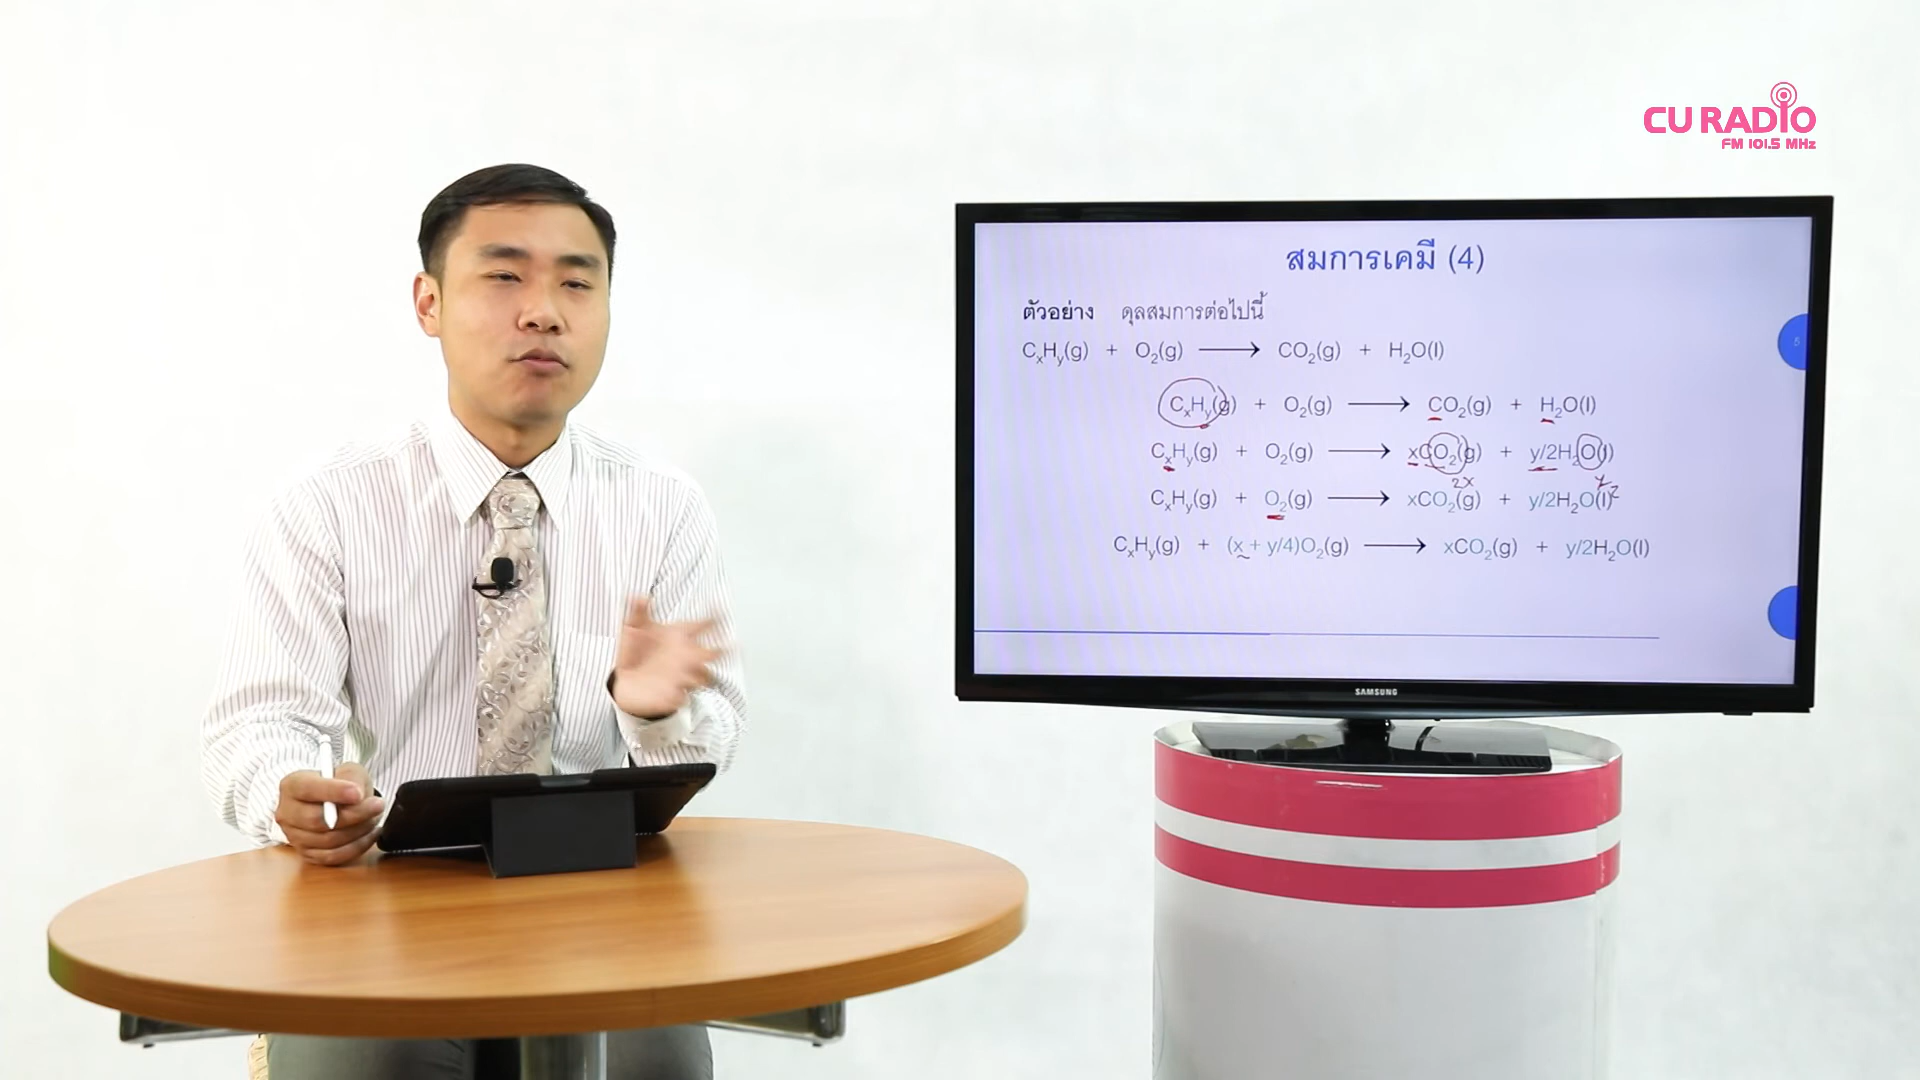 CU RADIO
FM 101.5 MHz
สมการเคมี (4)
ตัวอย่าง ดุลสมการต่อไปนี้
CxHy(g) + O2(g) ⟶ CO2(g) + H2O(l)
CxHy(g) + O2(g) ⟶ CO2(g) + H2O(l)
CxHy(g) + O2(g) ⟶ xCO2(g) + y/2H2O(l)
2x y/2
CxHy(g) + O2(g) ⟶ xCO2(g) + y/2H2O(l)
CxHy(g) + (x + y/4)O2(g) ⟶ xCO2(g) + y/2H2O(l)
SAMSUNG